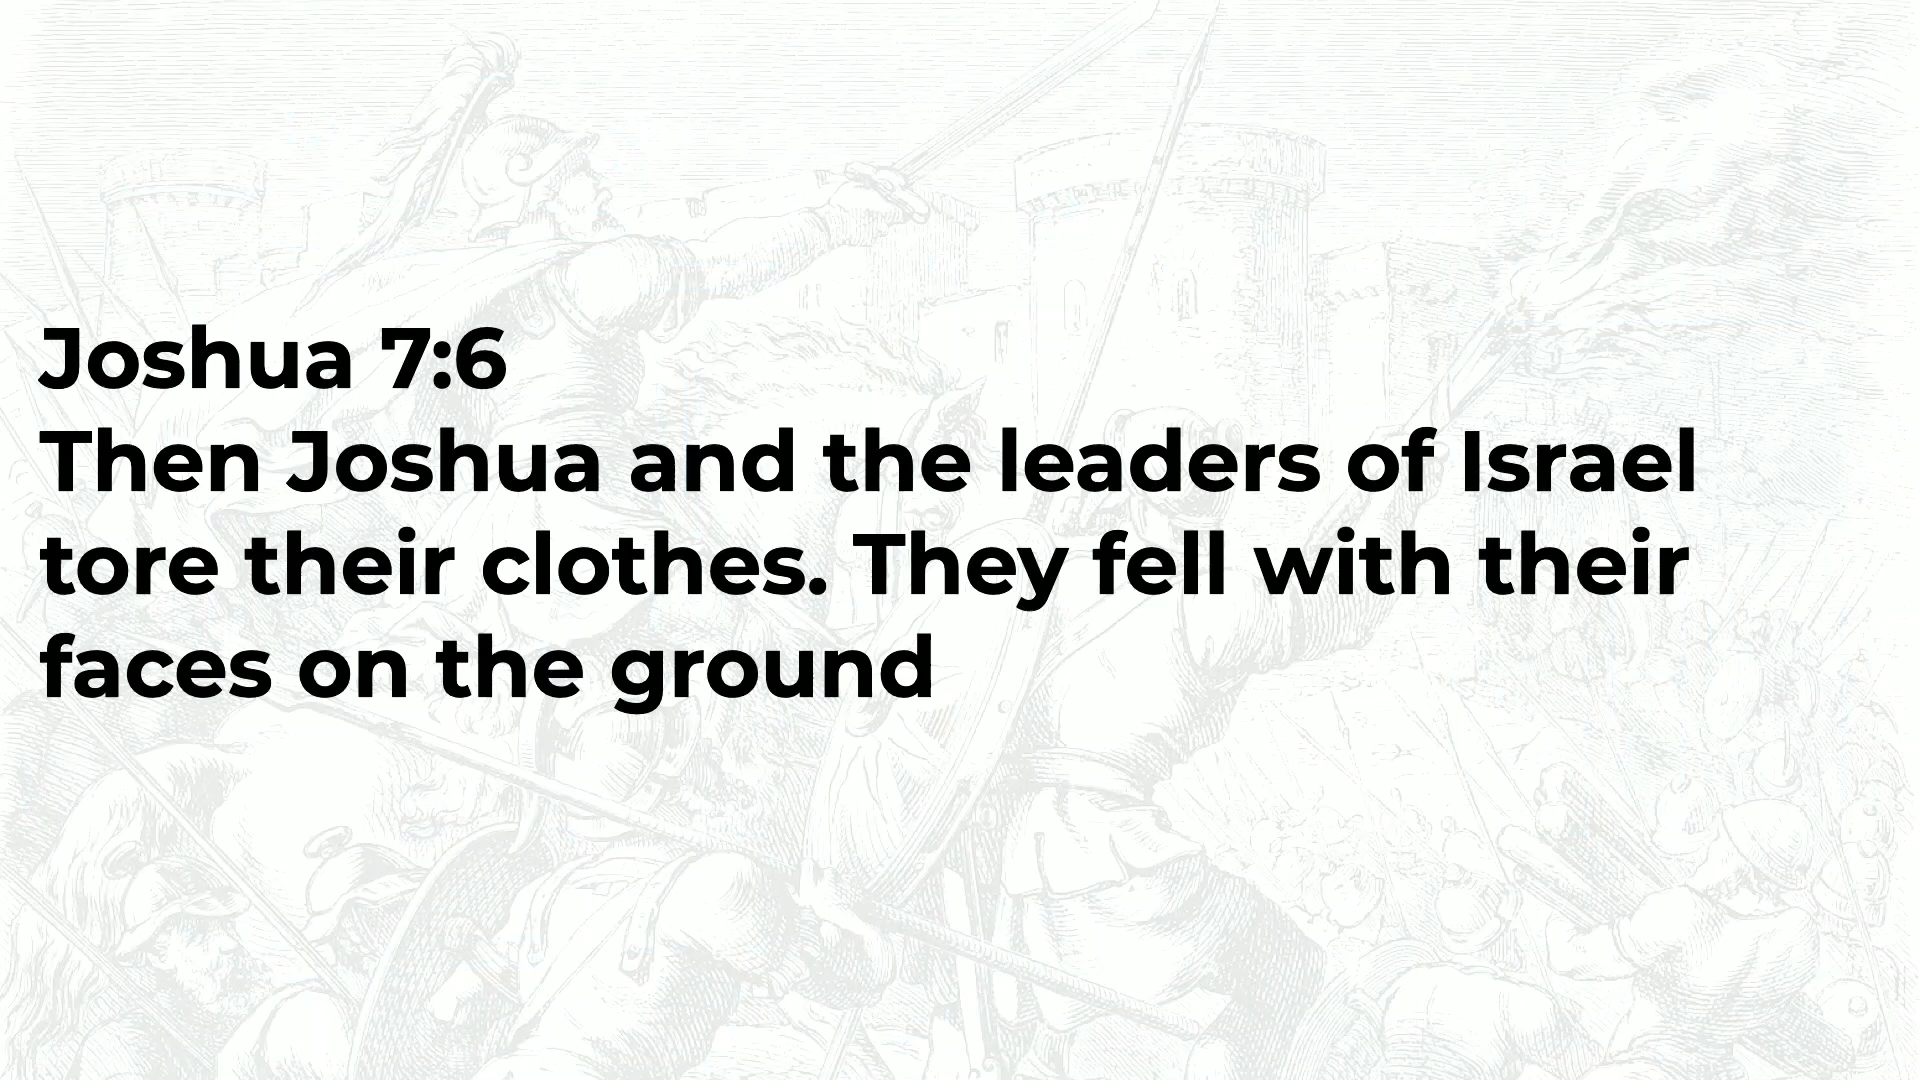 Joshua 7:6
Then Joshua and the leaders of Israel
tore their clothes. They fell with their
faces on the ground